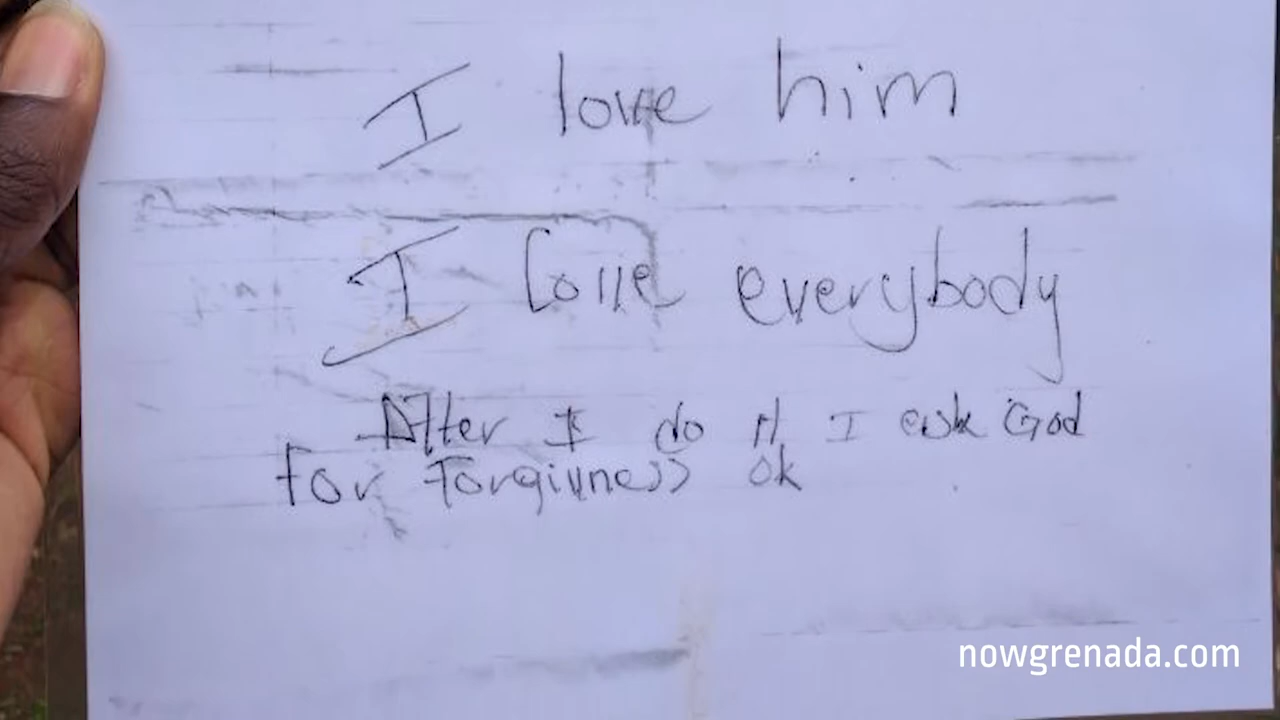 I love him
I love everybody
After I do it I ask God
For Forgivness ok
nowgrenada.com